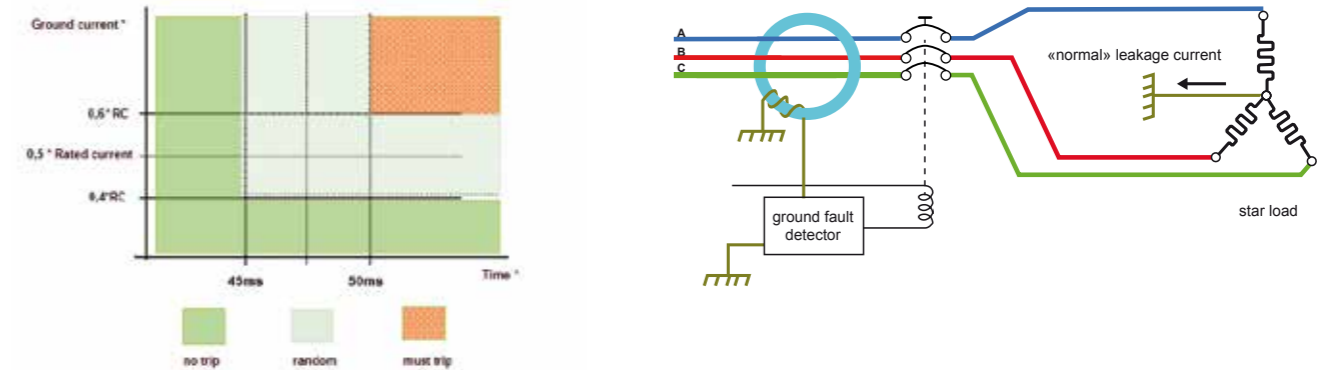 Ground current *
0,6 * RC
0,5 * Rated current
0,4*RC
45ms
50ms
Time *
no trip
random
must trip
A
B
C
«normal» leakage current
ground fault
detector
star load